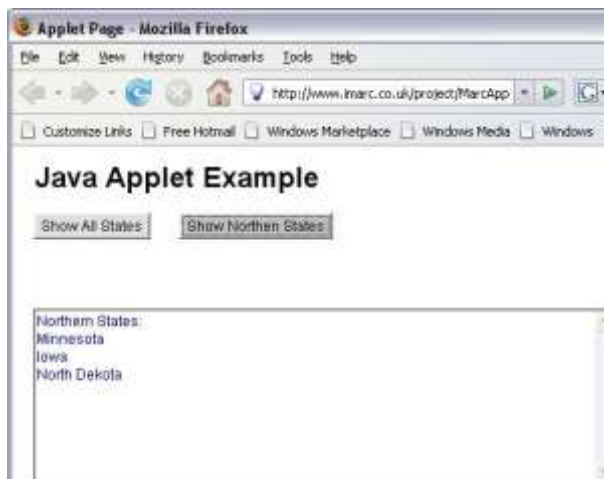 Applet Page - Mozilla Firefox
File Edit View History Bookmarks Tools Help
http://www.imarc.co.uk/project/MarcApp
Customize Links Free Hotmail Windows Marketplace Windows Media Windows
Java Applet Example
Show All States Show Northen States
Northern States:
Minnesota
Iowa
North Dekota